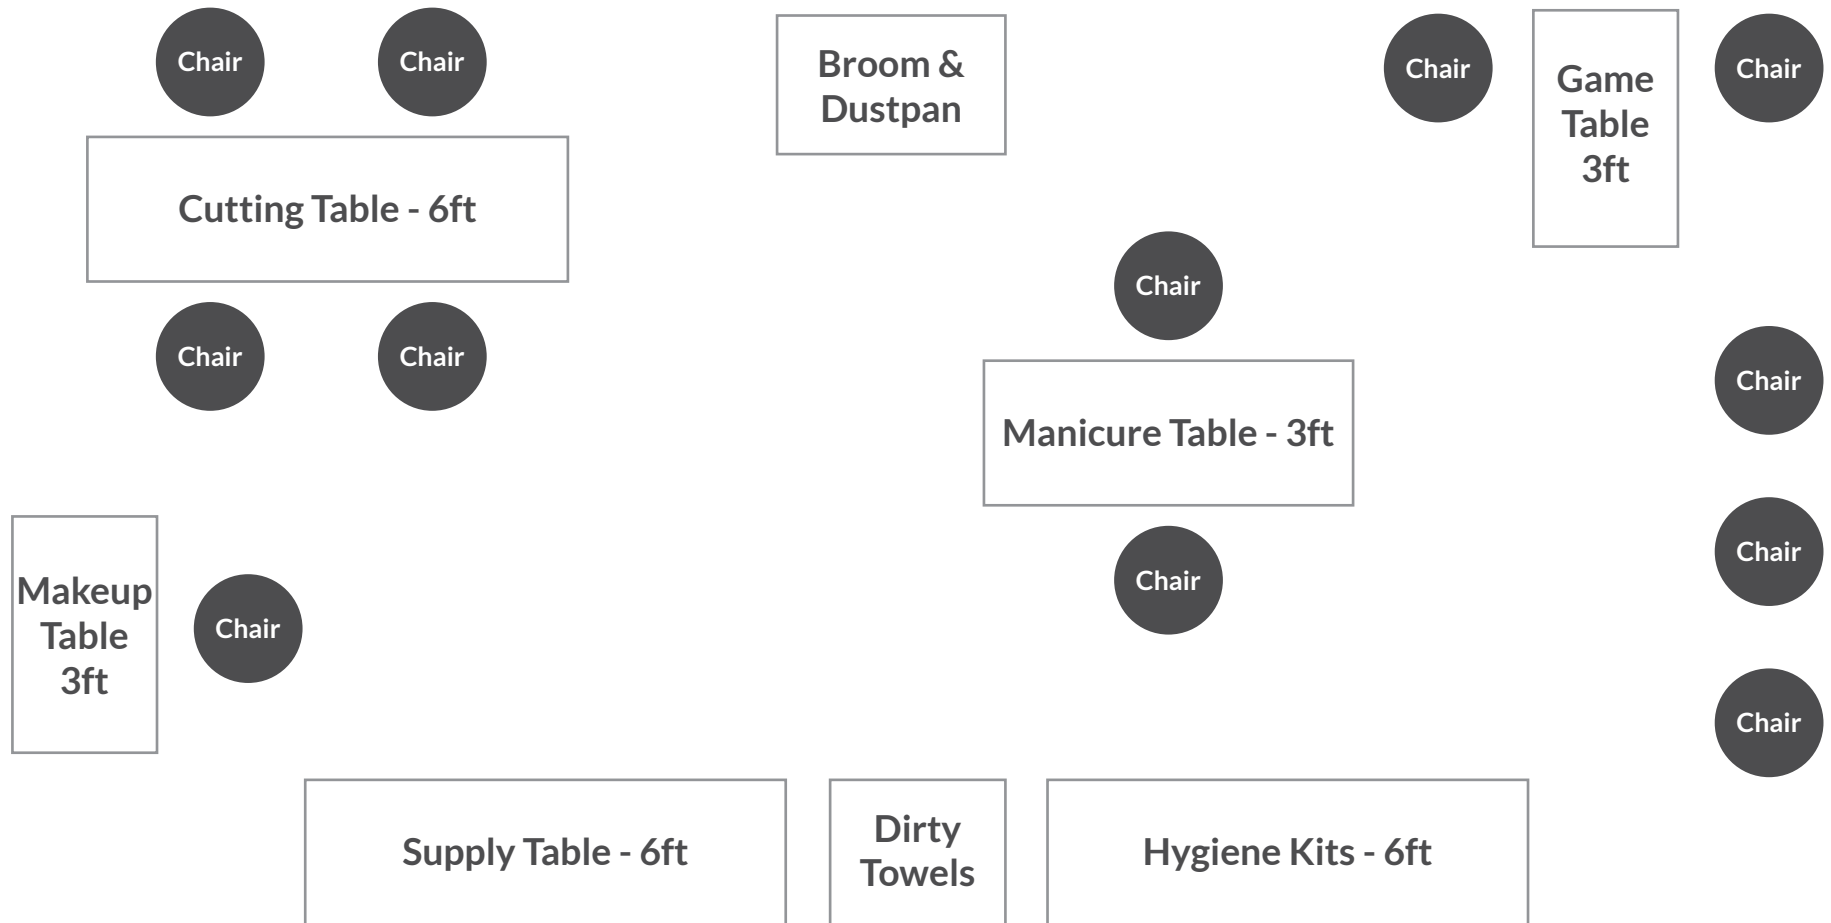 Chair
Chair
Broom &
Dustpan
Chair
Game
Table
3ft
Chair
Cutting Table - 6ft
Chair
Chair
Chair
Chair
Manicure Table - 3ft
Chair
Chair
Makeup
Table
3ft
Chair
Chair
Chair
Supply Table - 6ft
Dirty
Towels
Hygiene Kits - 6ft